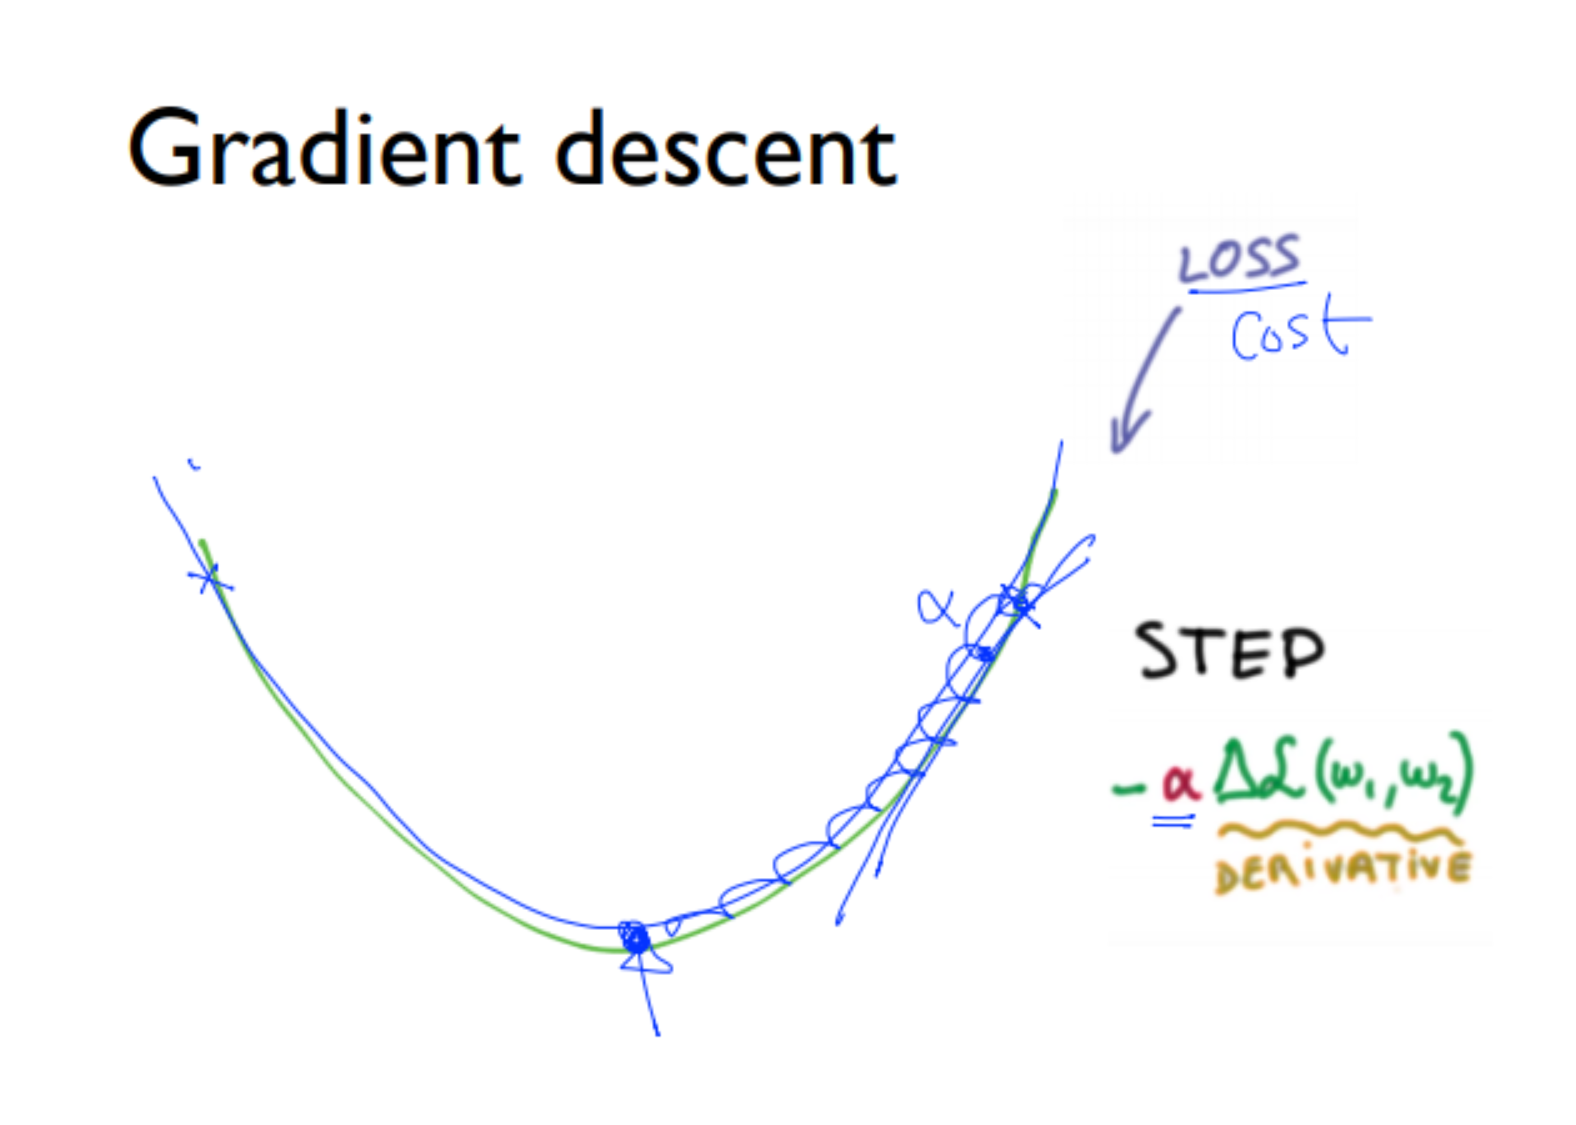 Gradient descent
LOSS
Cost
α
STEP
- α Δℒ(w₁,w₂)
DERiVATiVE